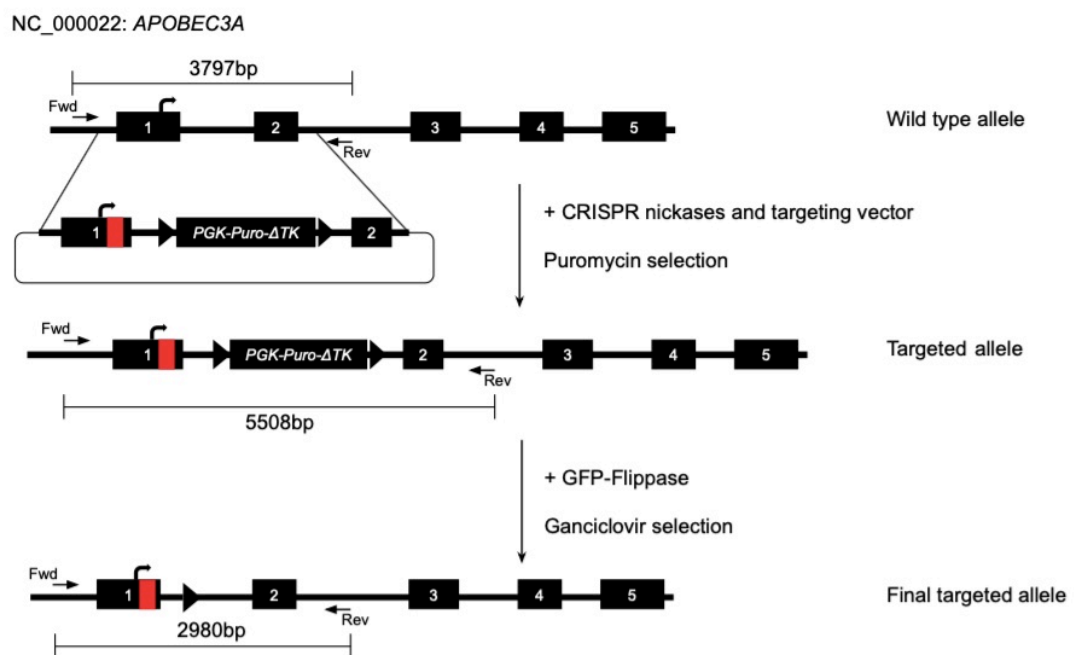 NC_000022: APOBEC3A
3797bp
Fwd
1 2 3 4 5
Rev
Wild type allele
1 PGK-Puro-ΔTK 2
+ CRISPR nickases and targeting vector
Puromycin selection
Fwd
1 PGK-Puro-ΔTK 2 3 4 5
Rev
Targeted allele
5508bp
+ GFP-Flippase
Ganciclovir selection
Fwd
1 2 3 4 5
Rev
Final targeted allele
2980bp